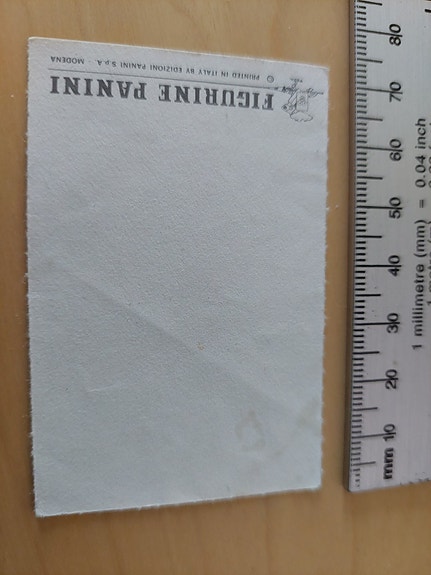 FIGURINE PANINI
© PRINTED IN ITALY BY EDIZIONI PANINI S.p.A. - MODENA
mm 10 20 30 40 50 60 70 80
1 millimetre (mm) = 0.04 inch